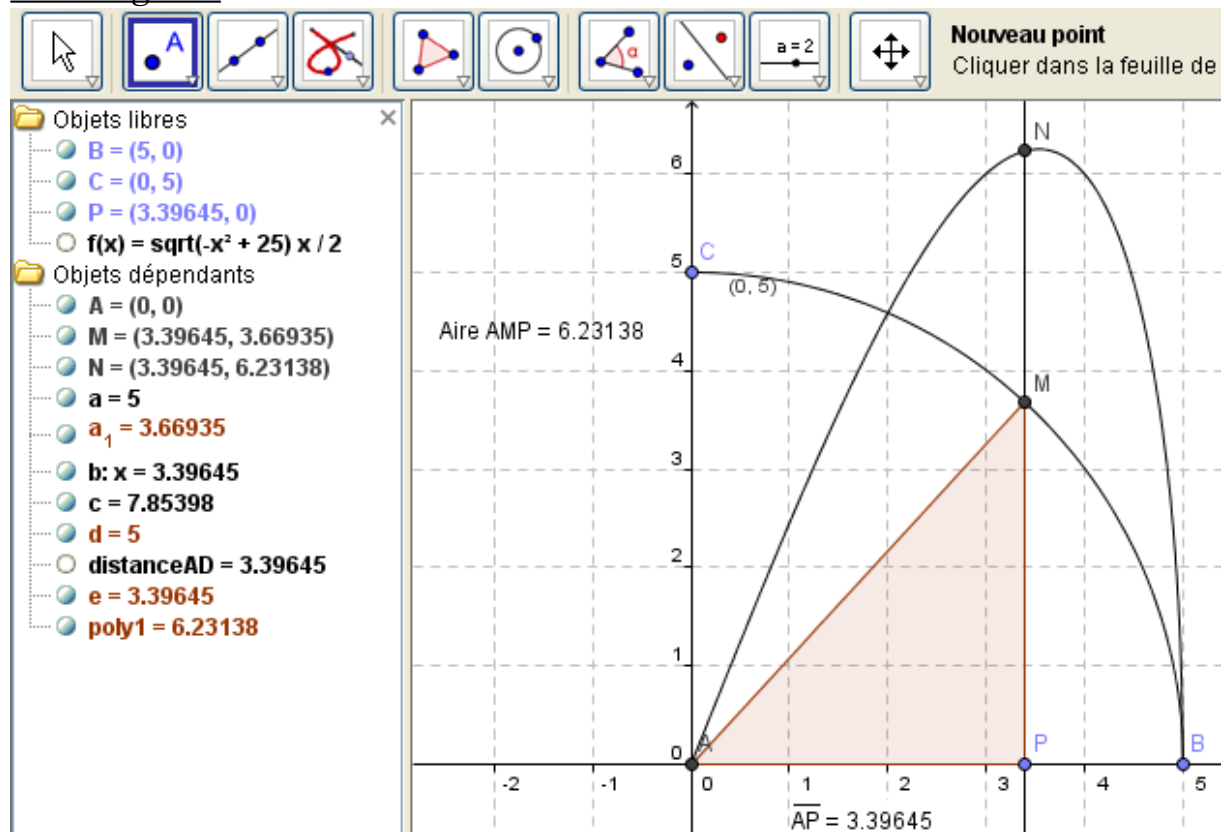 a = 2
Nouveau point
Cliquer dans la feuille de
A
α
Objets libres
B = (5, 0)
C = (0, 5)
P = (3.39645, 0)
f(x) = sqrt(-x² + 25) x / 2
Objets dépendants
A = (0, 0)
M = (3.39645, 3.66935)
N = (3.39645, 6.23138)
a = 5
a₁ = 3.66935
b: x = 3.39645
c = 7.85398
d = 5
distanceAD = 3.39645
e = 3.39645
poly1 = 6.23138
N
6
C
5
(0, 5)
Aire AMP = 6.23138
4
M
3
2
1
0
A
P
B
-2
-1
0
1
2
3
4
5
A̅P̅ = 3.39645